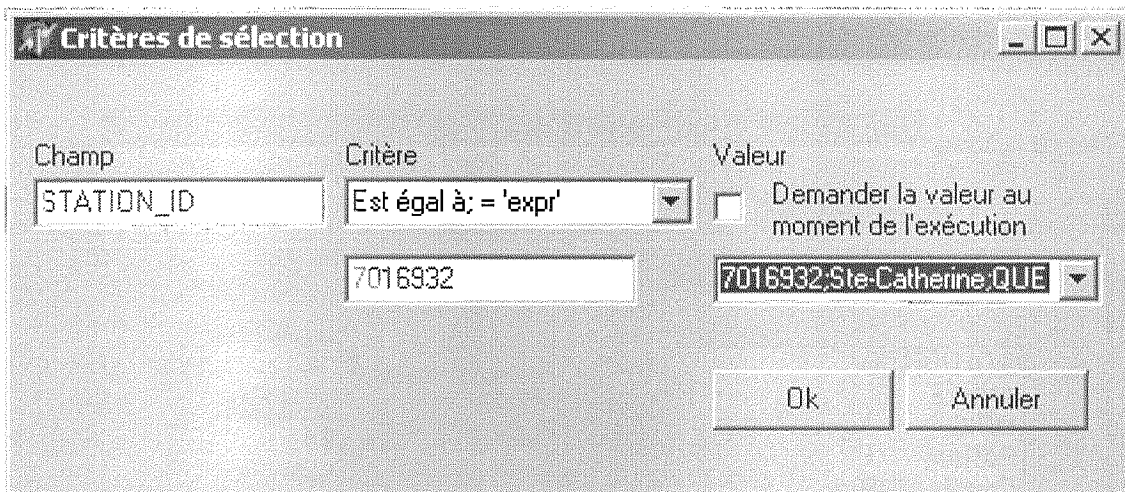 Critères de sélection
Champ
Critère
Valeur
STATION_ID
Est égal à; = 'expr'
Demander la valeur au
moment de l'exécution
7016932
7016932;Ste-Catherine;QUE
Ok
Annuler